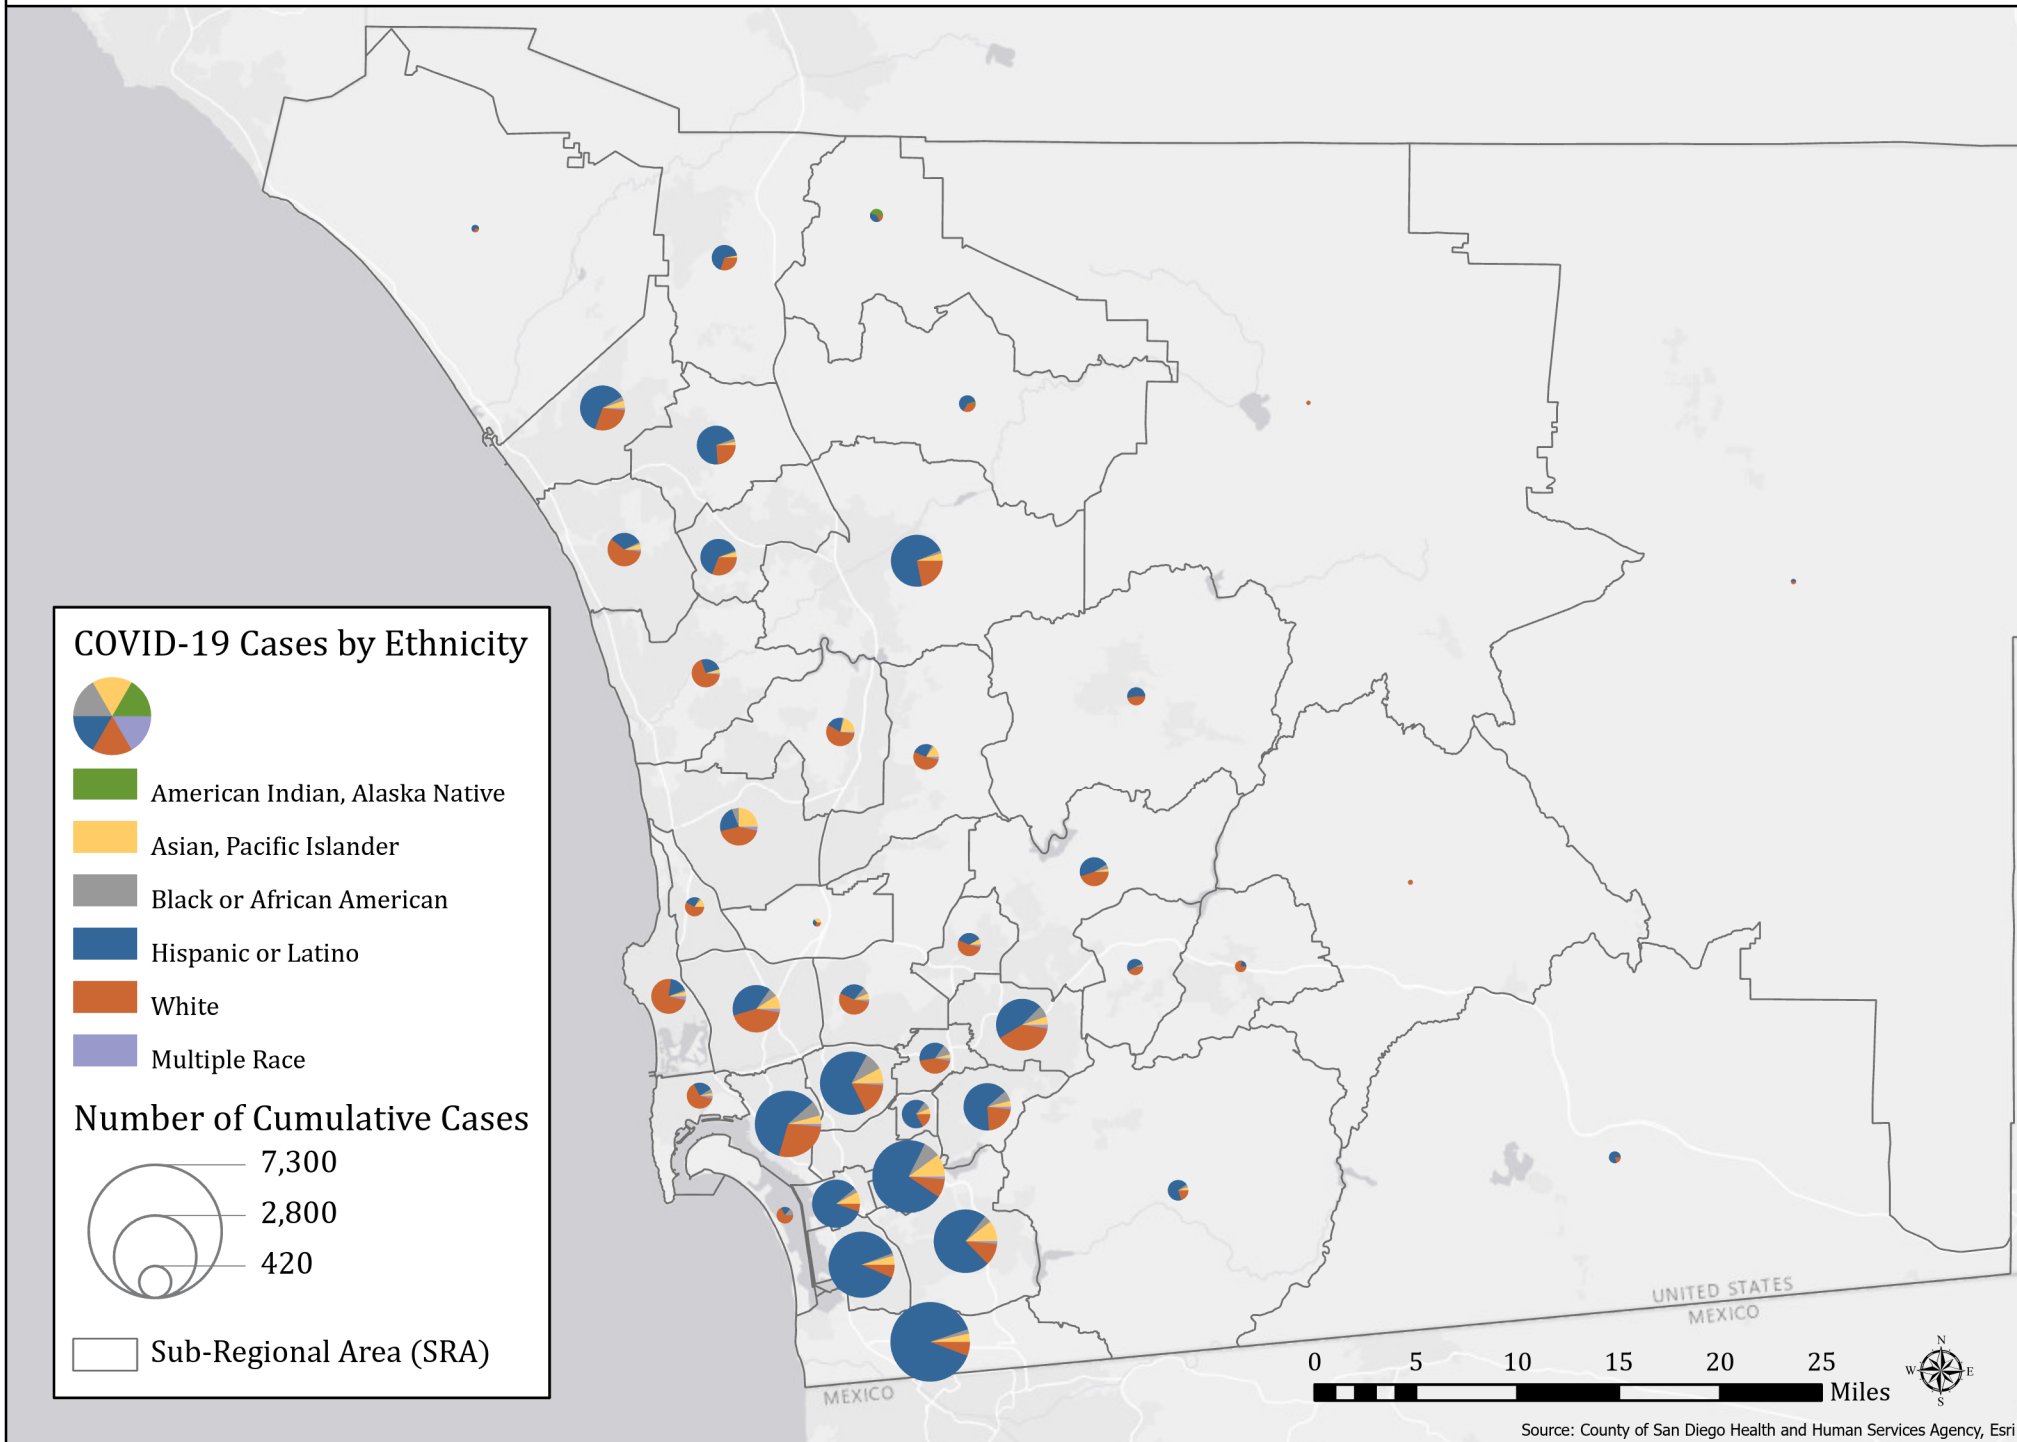 COVID-19 Cases by Ethnicity
American Indian, Alaska Native
Asian, Pacific Islander
Black or African American
Hispanic or Latino
White
Multiple Race
Number of Cumulative Cases
7,300
2,800
420
Sub-Regional Area (SRA)
UNITED STATES
MEXICO
MEXICO
0 5 10 15 20 25
Miles
N
W E
S
Source: County of San Diego Health and Human Services Agency, Esri